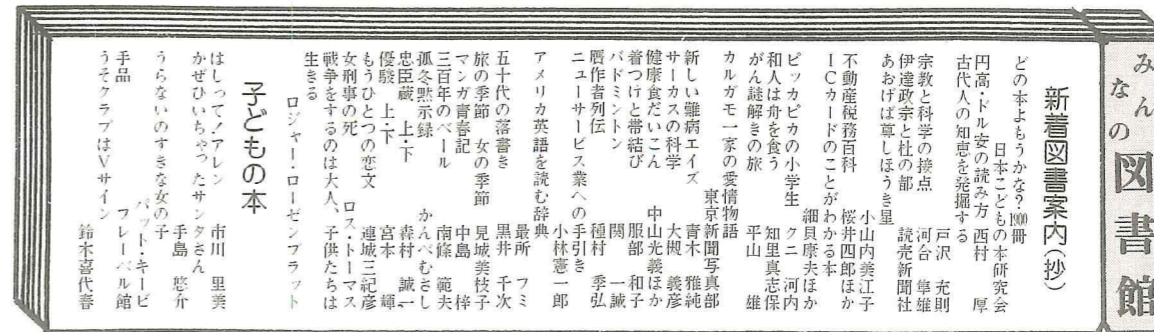 みんなの図書館
新着図書案内(抄)
どの本よもうかな?1900冊
日本こどもの本研究会
円高・ドル安の読み方 西村 厚
古代人の知恵を発掘する
戸沢 充則
宗教と科学の接点 河合 隼雄
伊達政宗と杜の都 読売新聞社
あおげば尊しほうき星
小山内美江子
不動産税務百科 桜井四郎ほか
ICカードのことがわかる本
細貝康夫ほか
ピッカピカの小学生 クニ 河内
和人は舟を食う 知里真志保
がん謎解きの旅 平山 雄
カルガモ一家の愛情物語
東京新聞写真部
新しい難病エイズ 青木 雅純
サーカスの科学 大槻 義彦
健康食だいこん 中山光義ほか
着つけと帯結び 服部 和子
バドミントン 関 一誠
贋作者列伝 種村 季弘
ニューサービス業への手引き
小林憲一郎
アメリカ英語を読む辞典
最所 フミ
五十代の落書き 黒井 千次
旅の季節 女の季節 見城美枝子
マンガ青春記 中島 梓
三百年のベール 南條 範夫
孤冬黙示録 かんべむさし
忠臣蔵 上・下 森村 誠一
優駿 上・下 宮本 輝
もうひとつの恋文 連城三紀彦
女刑事の死 ロス・トーマス
戦争をするのは大人、子供たちは
生きる
ロジャー・ローゼンブラット
子どもの本
はしって!アレン 市川 里美
かぜひいちゃったサンタさん
手島 悠介
うらないのすきな女の子
パット・キービ
手品 フレーベル館
うそクラブはVサイン
鈴木喜代春